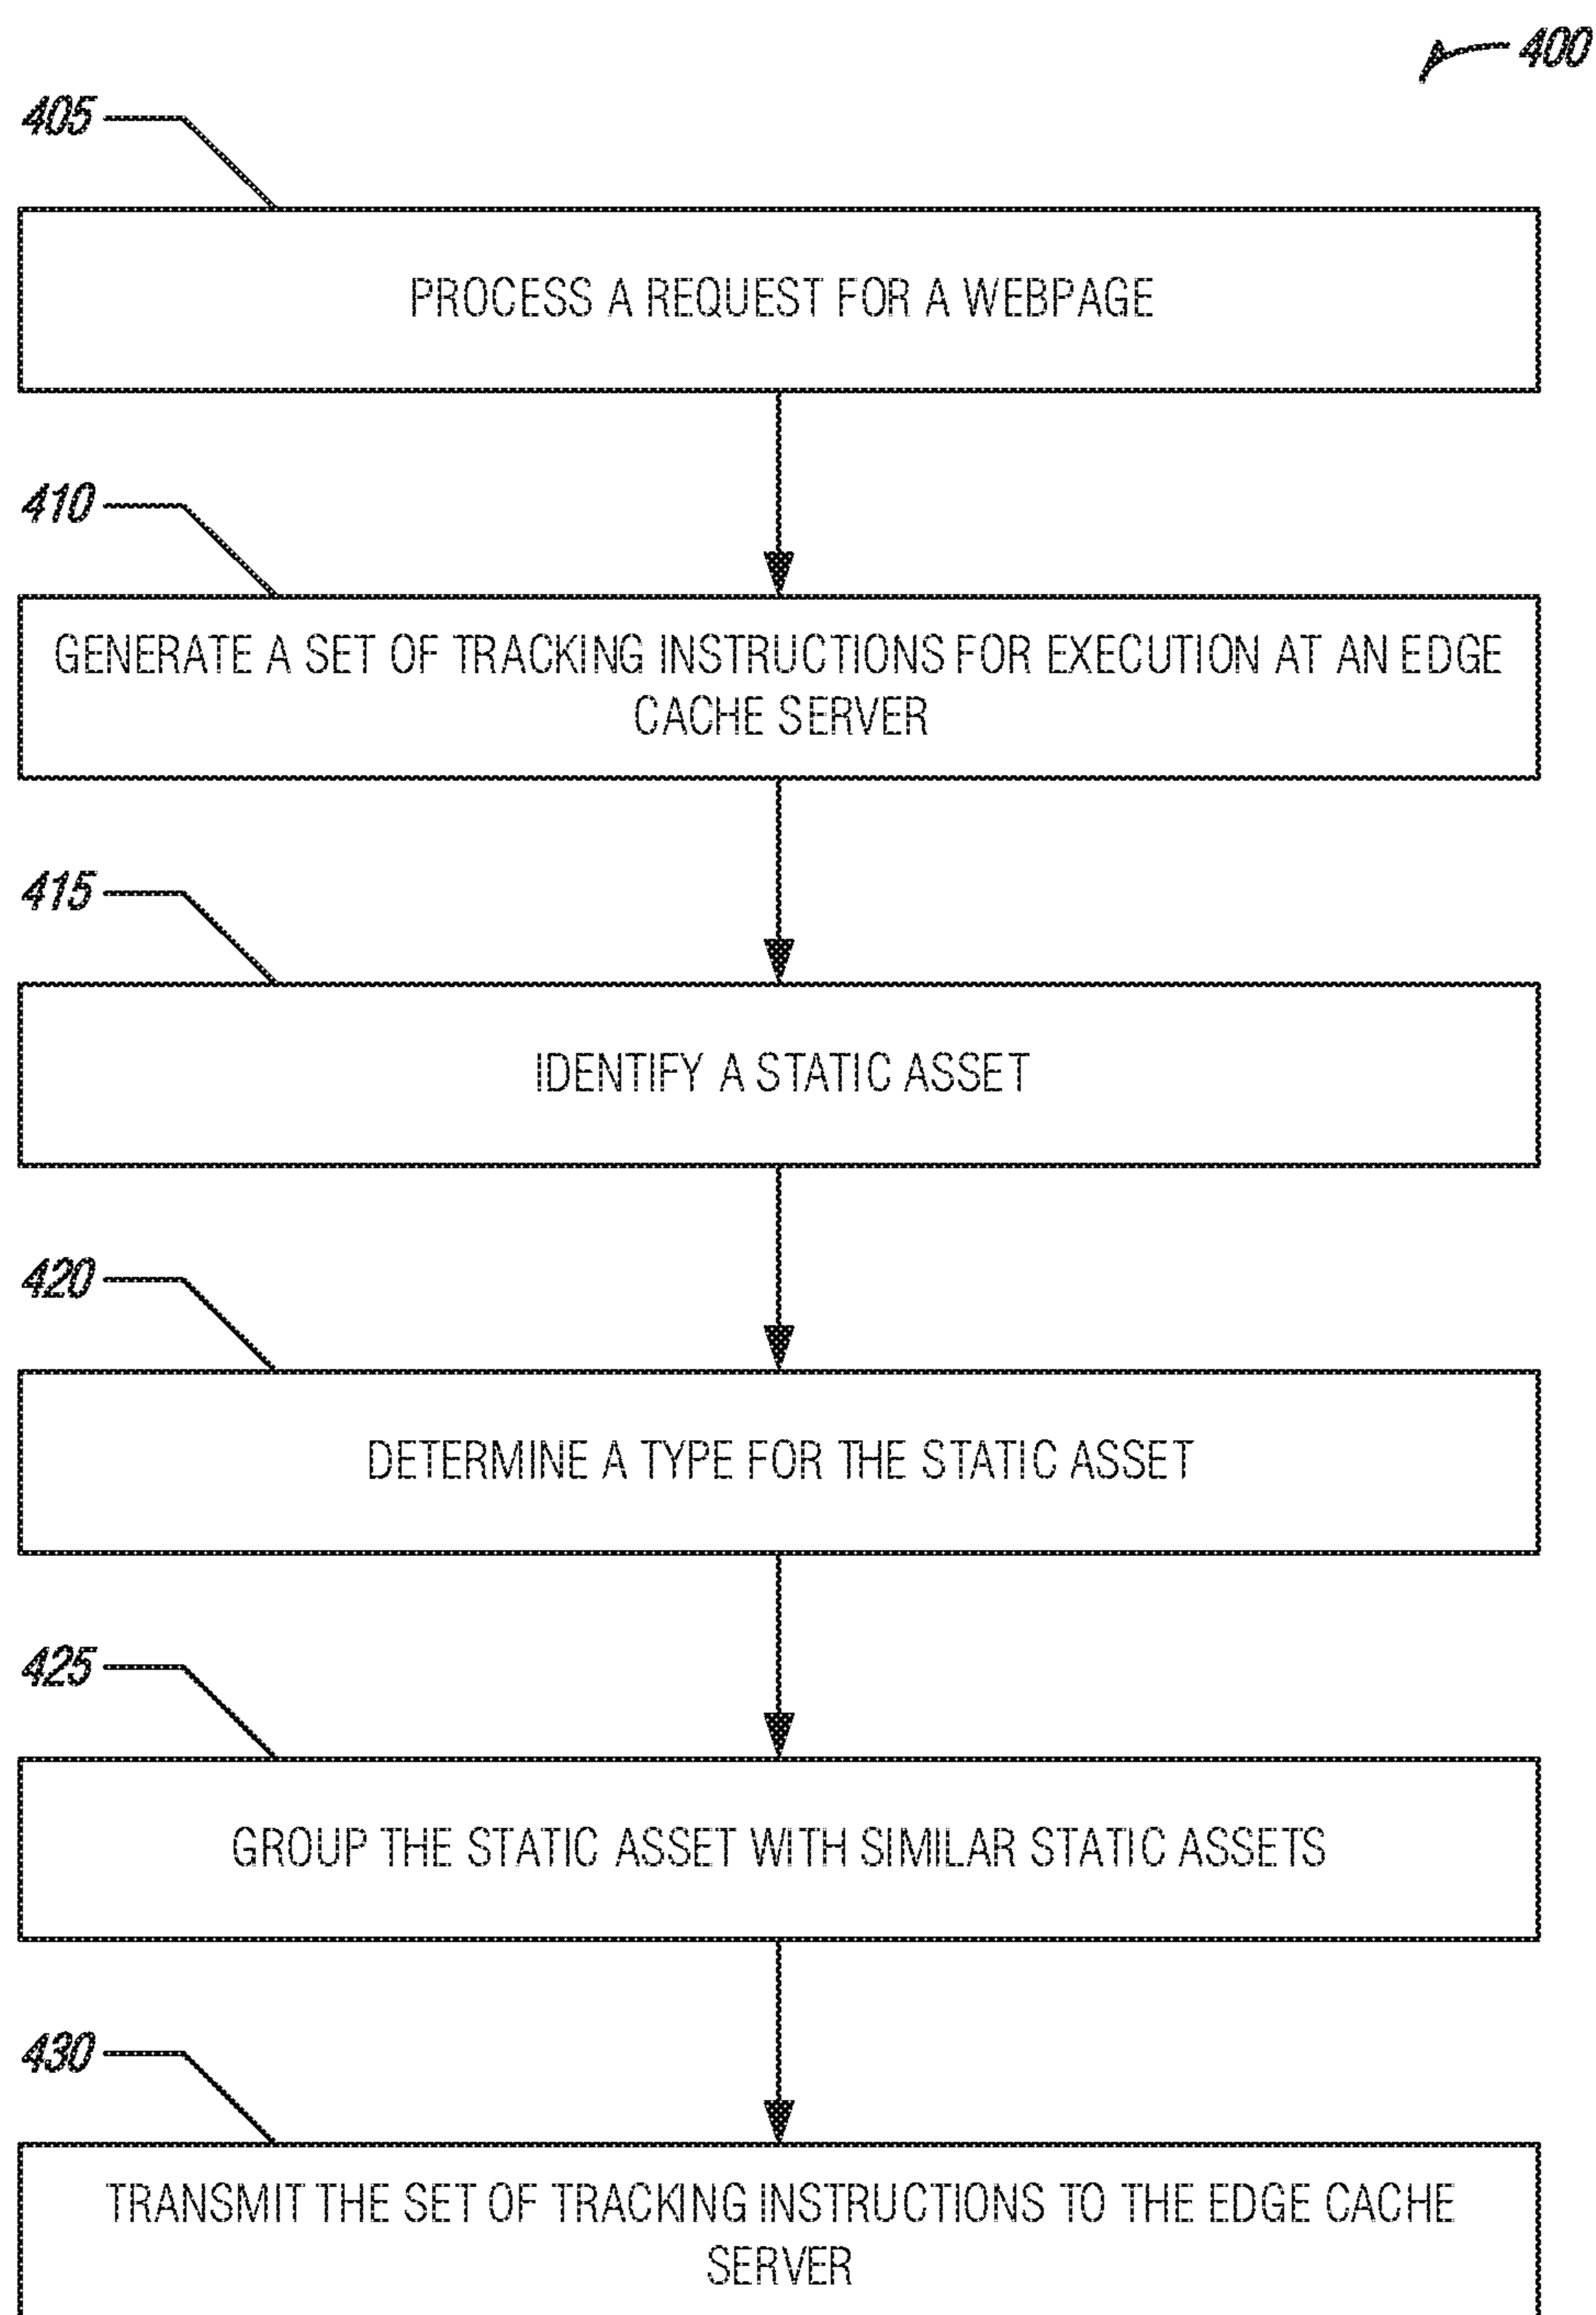 400
405
PROCESS A REQUEST FOR A WEBPAGE
410
GENERATE A SET OF TRACKING INSTRUCTIONS FOR EXECUTION AT AN EDGE
CACHE SERVER
415
IDENTIFY A STATIC ASSET
420
DETERMINE A TYPE FOR THE STATIC ASSET
425
GROUP THE STATIC ASSET WITH SIMILAR STATIC ASSETS
430
TRANSMIT THE SET OF TRACKING INSTRUCTIONS TO THE EDGE CACHE
SERVER